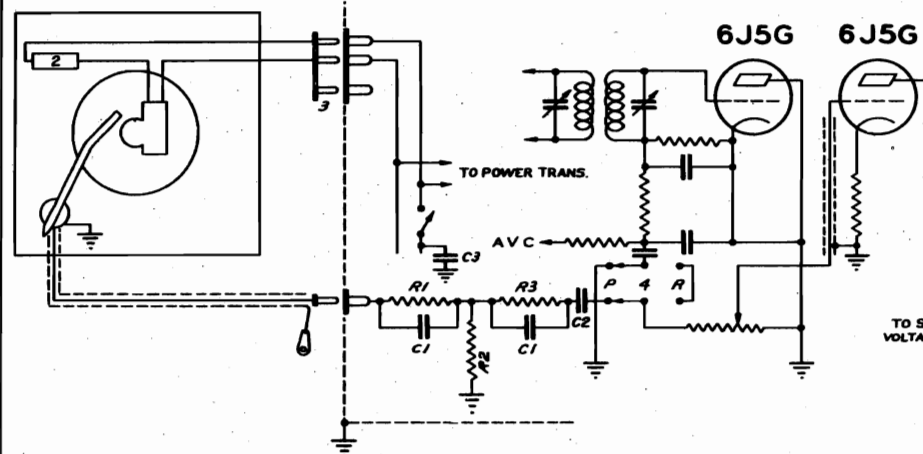 6J5G
6J5G
2
3
TO POWER TRANS.
AVC
C3
P
4
R
R1
R3
C2
C1
C1
R2
TO S
VOLTA